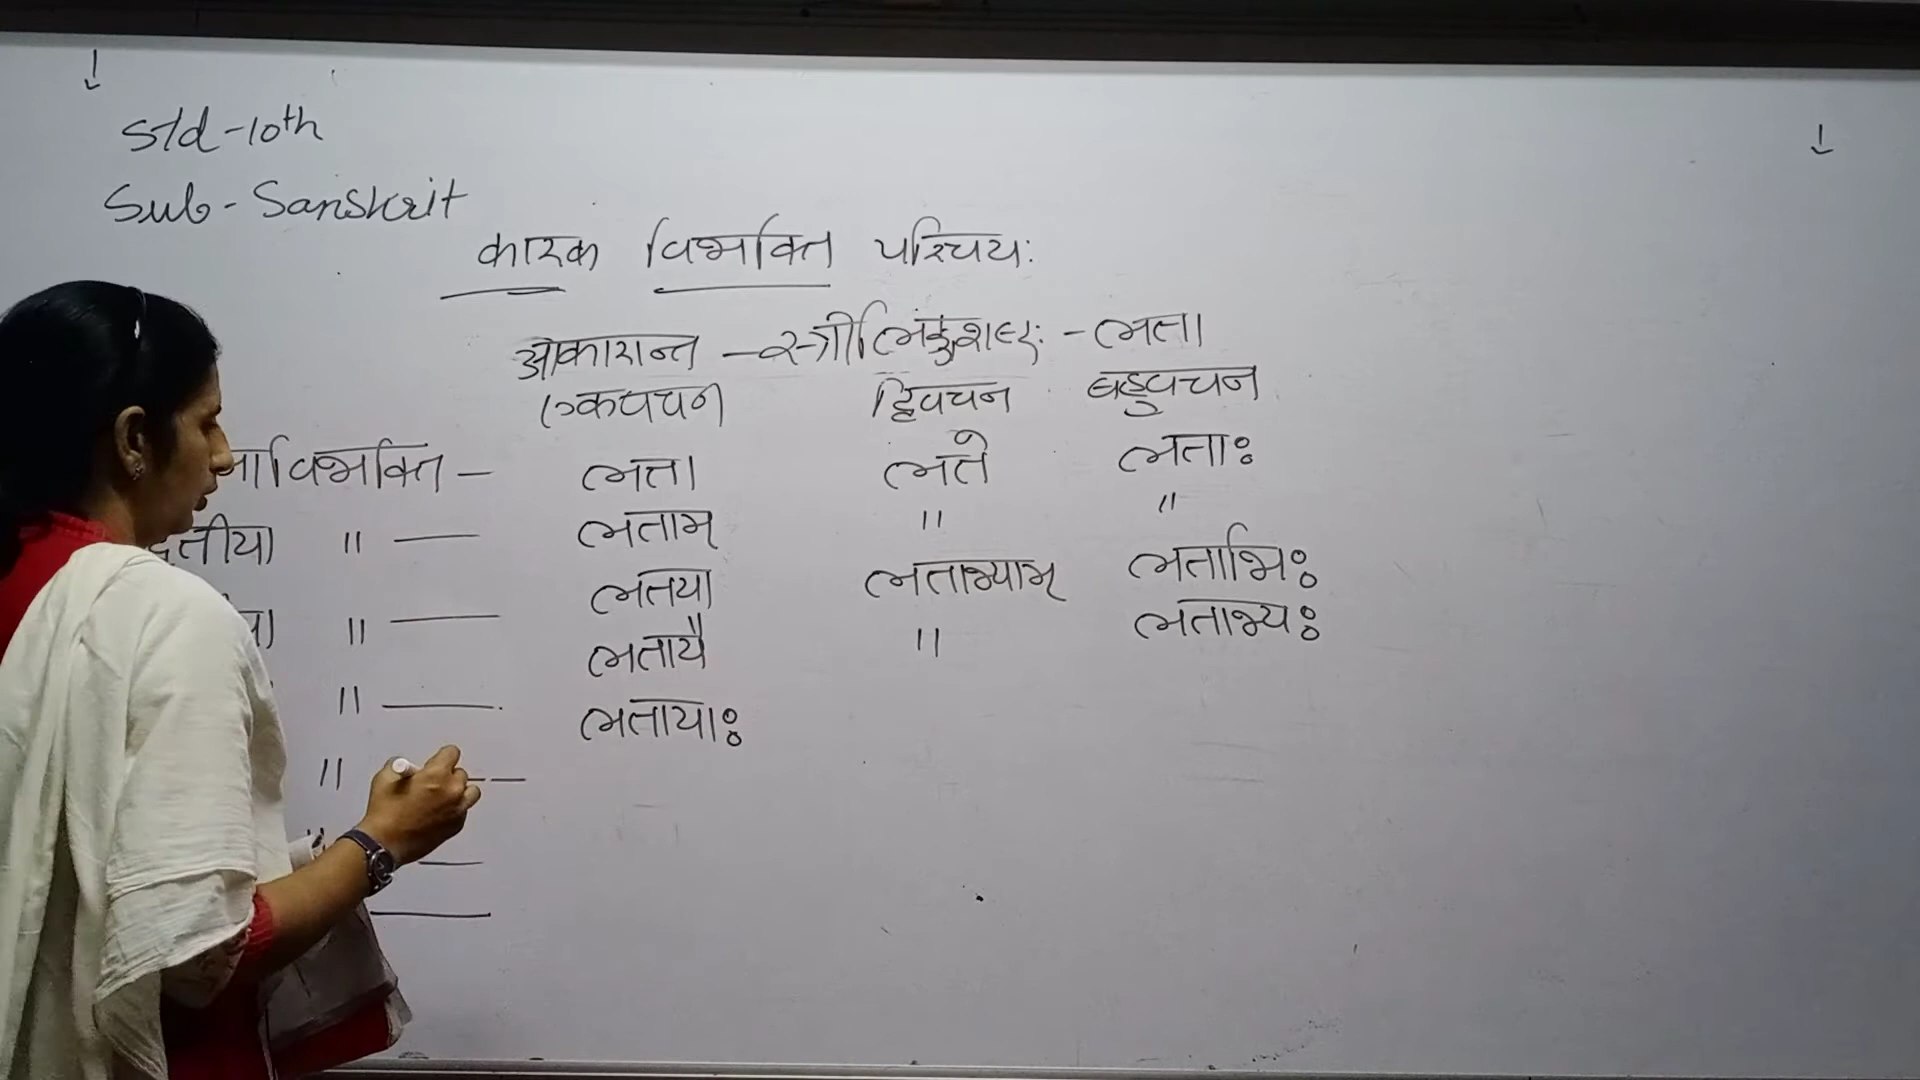 Std-10th
Sub-Sanskrit
कारक विभक्ति परिचय:
आकारान्त - स्त्रीलिङ्गशब्द: - लता
एकवचन द्विवचन बहुवचन
विभक्ति - लता लते लताः
द्वितीया " — लताम् " "
" — लतया लताभ्याम् लताभिः
" — लतायै " लताभ्यः
" — लतायाः